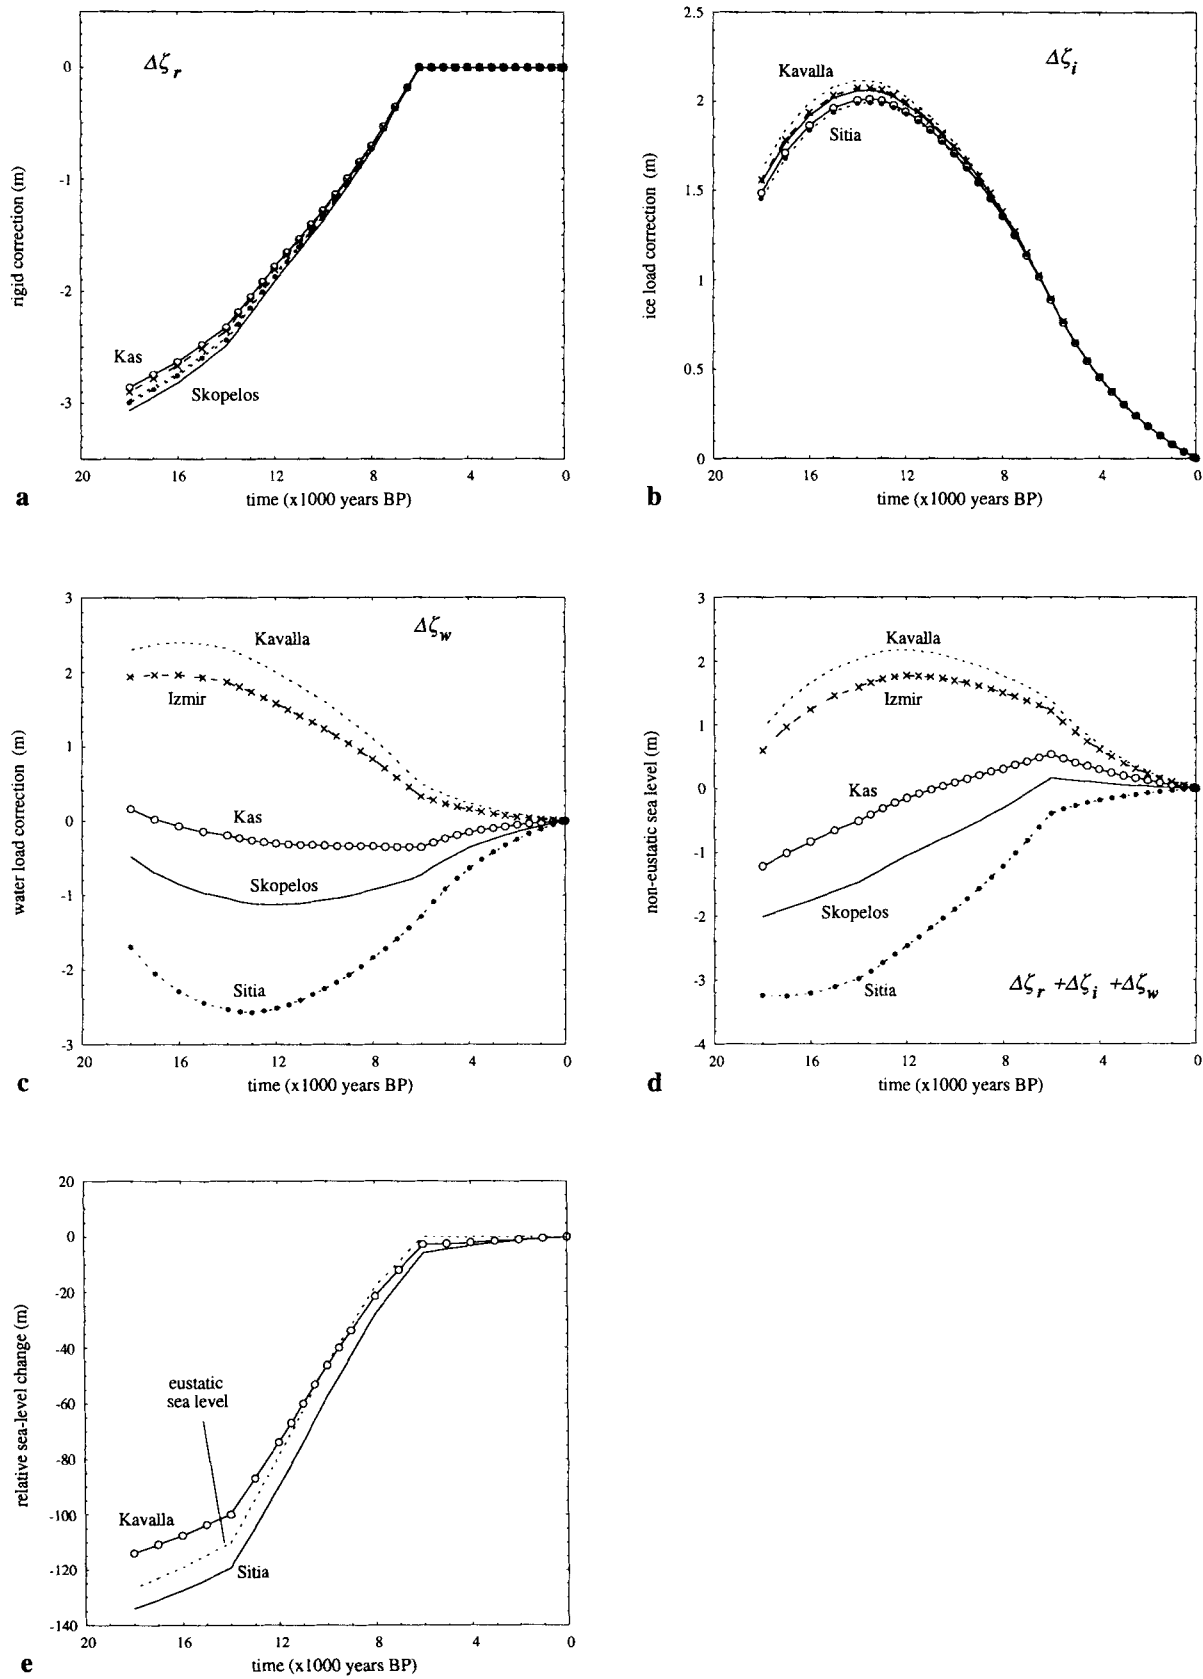 Δζr
rigid correction (m)
0
-1
-2
-3
Kas
Skopelos
20 16 12 8 4 0
time (x1000 years BP)
a
Δζi
ice load correction (m)
2.5
2.0
1.5
1
0.5
0
Kavalla
Sitia
20 16 12 8 4 0
time (x1000 years BP)
b
Δζw
water load correction (m)
3
2
1
0
-1
-2
-3
Kavalla
Izmir
Kas
Skopelos
Sitia
20 16 12 8 4 0
time (x1000 years BP)
c
non-eustatic sea level (m)
3
2
1
0
-1
-2
-3
-4
Kavalla
Izmir
Kas
Skopelos
Sitia
Δζr +Δζi +Δζw
20 16 12 8 4 0
time (x1000 years BP)
d
relative sea-level change (m)
20
0
-20
-40
-60
-80
-100
-120
-140
eustatic
sea level
Kavalla
Sitia
20 16 12 8 4 0
time (x1000 years BP)
e